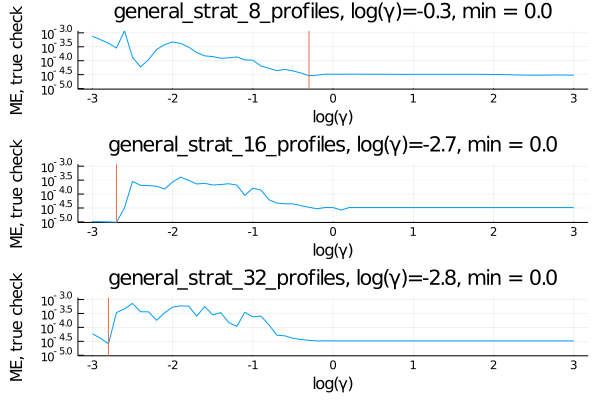 general_strat_8_profiles, log(γ)=-0.3, min = 0.0
ME, true check
10⁻³·⁰
10⁻³·⁵
10⁻⁴·⁰
10⁻⁴·⁵
10⁻⁵·⁰
-3 -2 -1 0 1 2 3
log(γ)
general_strat_16_profiles, log(γ)=-2.7, min = 0.0
ME, true check
10⁻³·⁰
10⁻³·⁵
10⁻⁴·⁰
10⁻⁴·⁵
10⁻⁵·⁰
-3 -2 -1 0 1 2 3
log(γ)
general_strat_32_profiles, log(γ)=-2.8, min = 0.0
ME, true check
10⁻³·⁰
10⁻³·⁵
10⁻⁴·⁰
10⁻⁴·⁵
10⁻⁵·⁰
-3 -2 -1 0 1 2 3
log(γ)